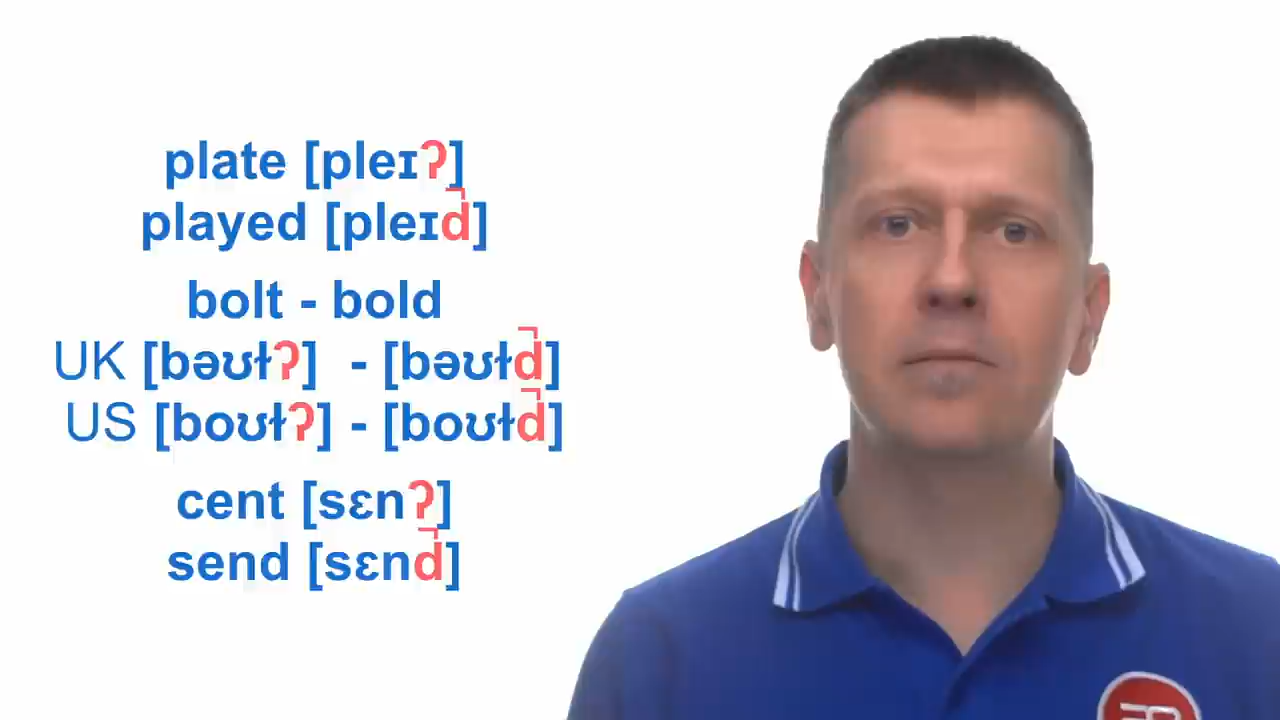 plate [pleɪʔ]
played [pleɪd̚]
bolt - bold
UK [bəʊɫʔ] - [bəʊɫd̚]
US [boʊɫʔ] - [boʊɫd̚]
cent [sɛnʔ]
send [sɛnd̚]